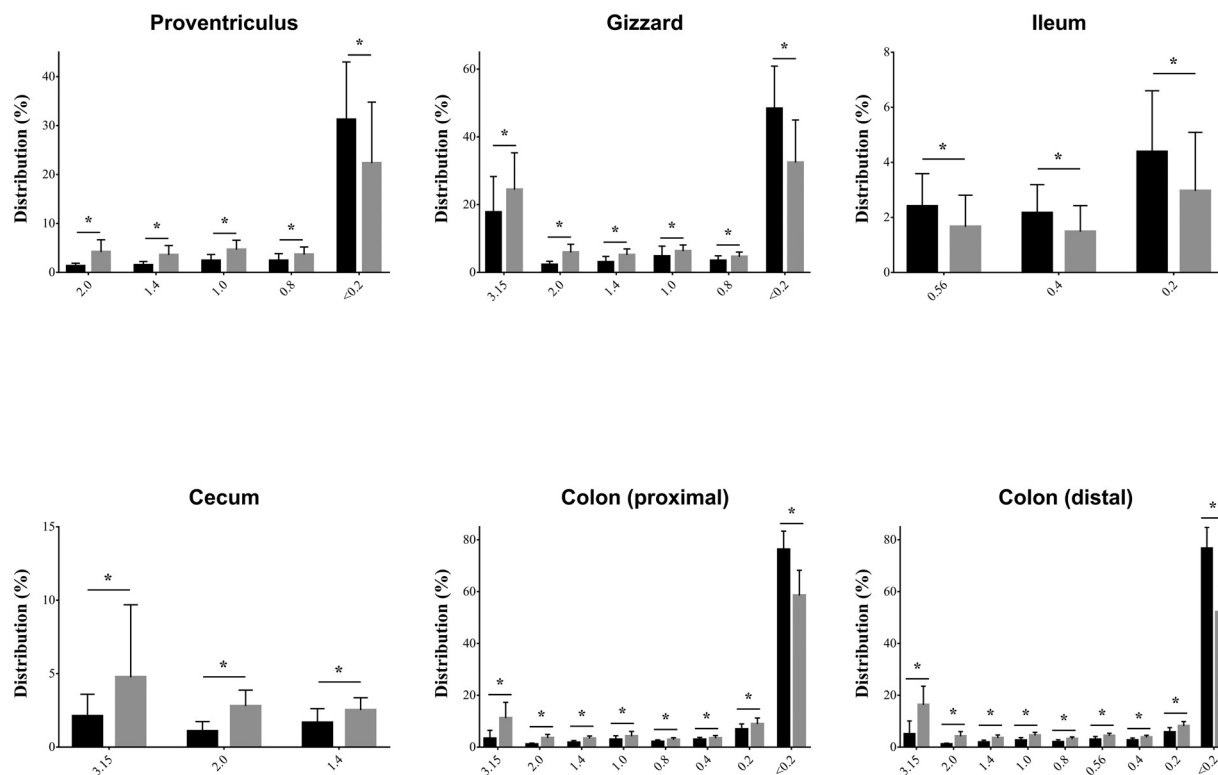 Proventriculus
Distribution (%)
40
30
20
10
0
* * * * *
2.0 1.4 1.0 0.8 <0.2
Gizzard
Distribution (%)
60
40
20
0
* * * * * *
3.15 2.0 1.4 1.0 0.8 <0.2
Ileum
Distribution (%)
8
6
4
2
0
* * *
0.56 0.4 0.2
Cecum
Distribution (%)
15
10
5
0
* * *
3.15 2.0 1.4
Colon (proximal)
Distribution (%)
80
60
40
20
0
* * * * * * * *
3.15 2.0 1.4 1.0 0.8 0.4 0.2 <0.2
Colon (distal)
Distribution (%)
80
60
40
20
0
* * * * * * * * *
3.15 2.0 1.4 1.0 0.8 0.56 0.4 0.2 <0.2